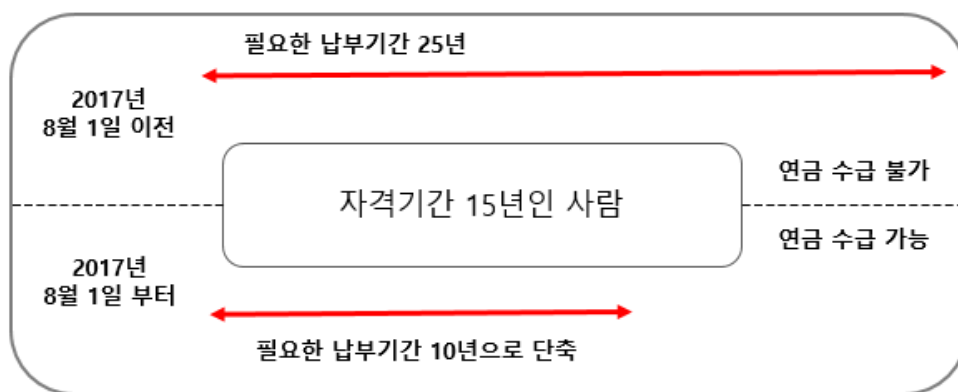 필요한 납부기간 25년
2017년
8월 1일 이전
연금 수급 불가
자격기간 15년인 사람
연금 수급 가능
2017년
8월 1일 부터
필요한 납부기간 10년으로 단축